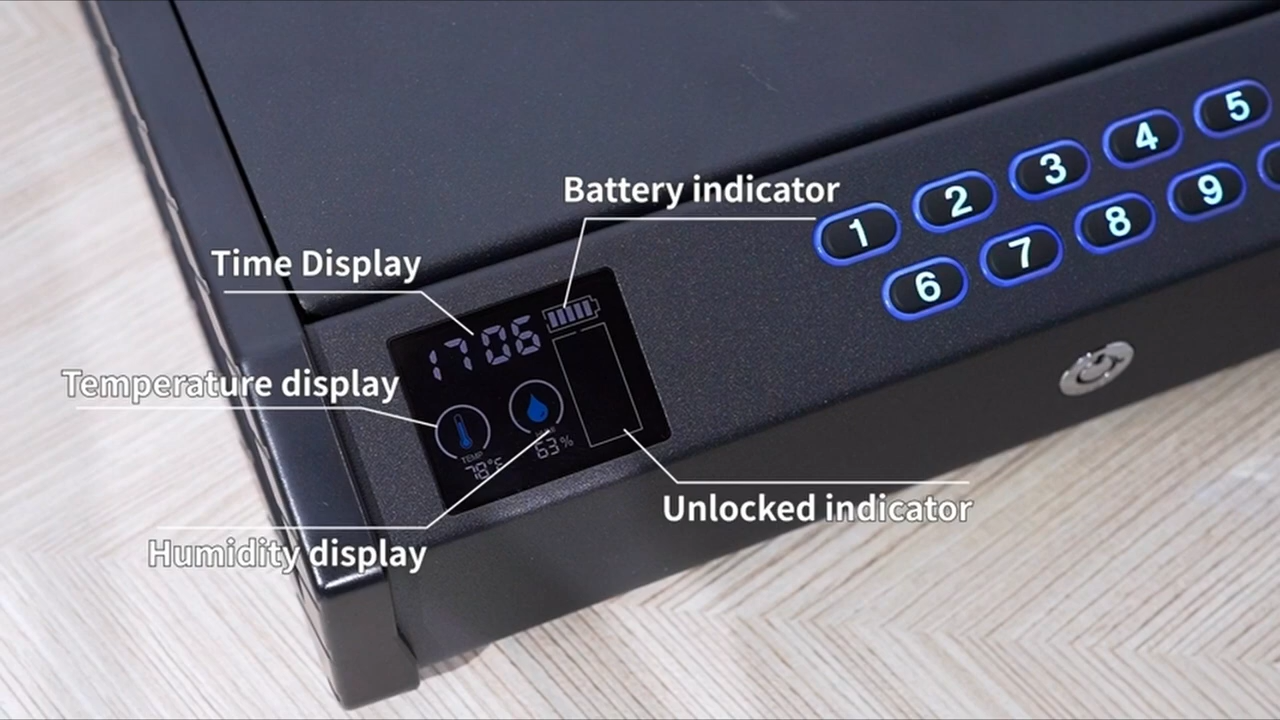 Battery indicator
Time Display
Temperature display
Humidity display
Unlocked indicator
1706
TEMP
78°F
63%
1 2 3 4 5
6 7 8 9